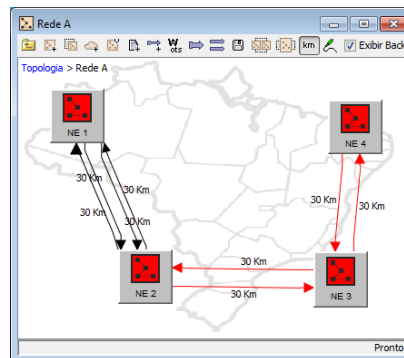 Rede A
W
ots
km
Exibir Back
Topologia > Rede A
NE 1
NE 4
30 Km
30 Km
30 Km
30 Km
30 Km
30 Km
30 Km
30 Km
NE 2
NE 3
Pronto